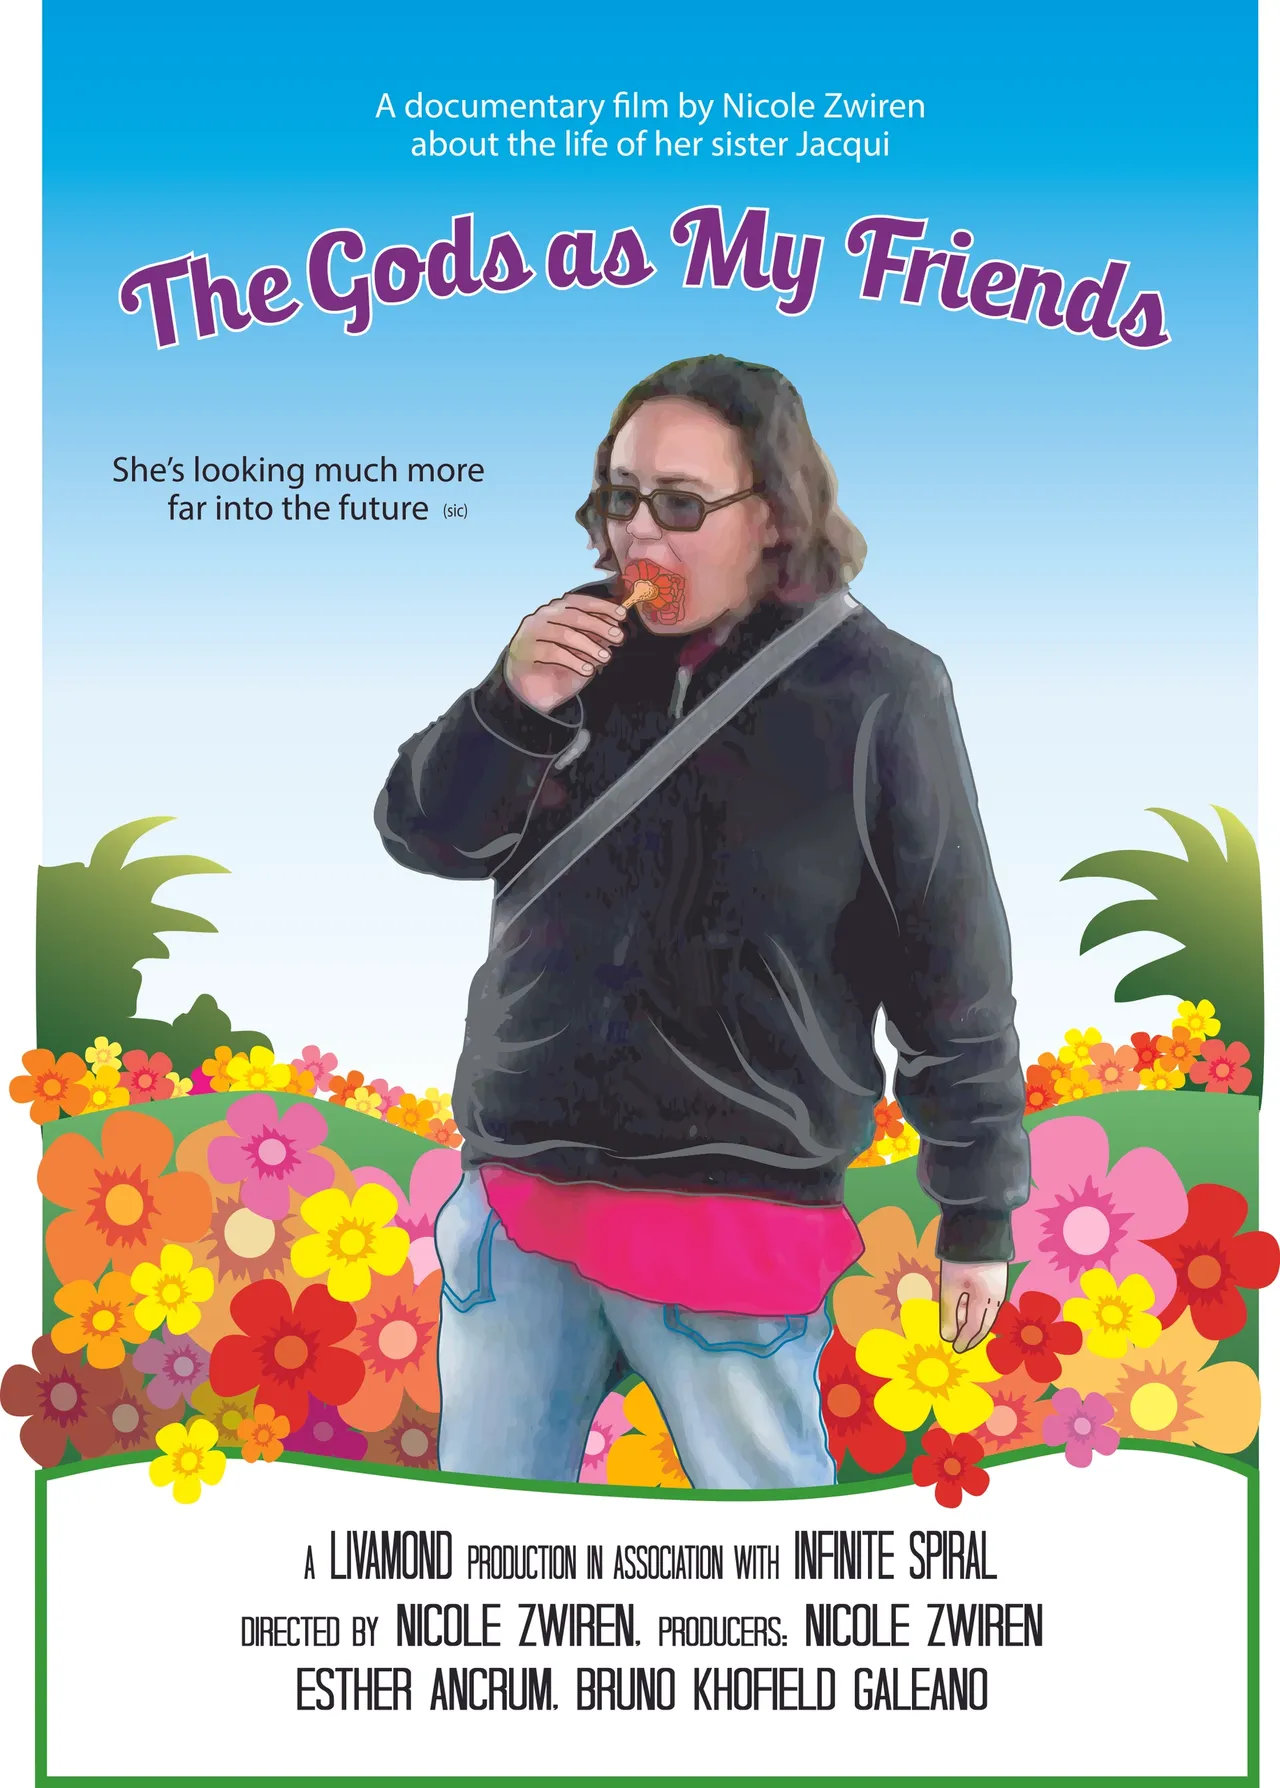 A documentary film by Nicole Zwiren
about the life of her sister Jacqui
The Gods as My Friends
She's looking much more
far into the future (sic)
A LIVAMOND PRODUCTION IN ASSOCIATION WITH INFINITE SPIRAL
DIRECTED BY NICOLE ZWIREN, PRODUCERS: NICOLE ZWIREN
ESTHER ANCRUM, BRUNO KHOFIELD GALEANO